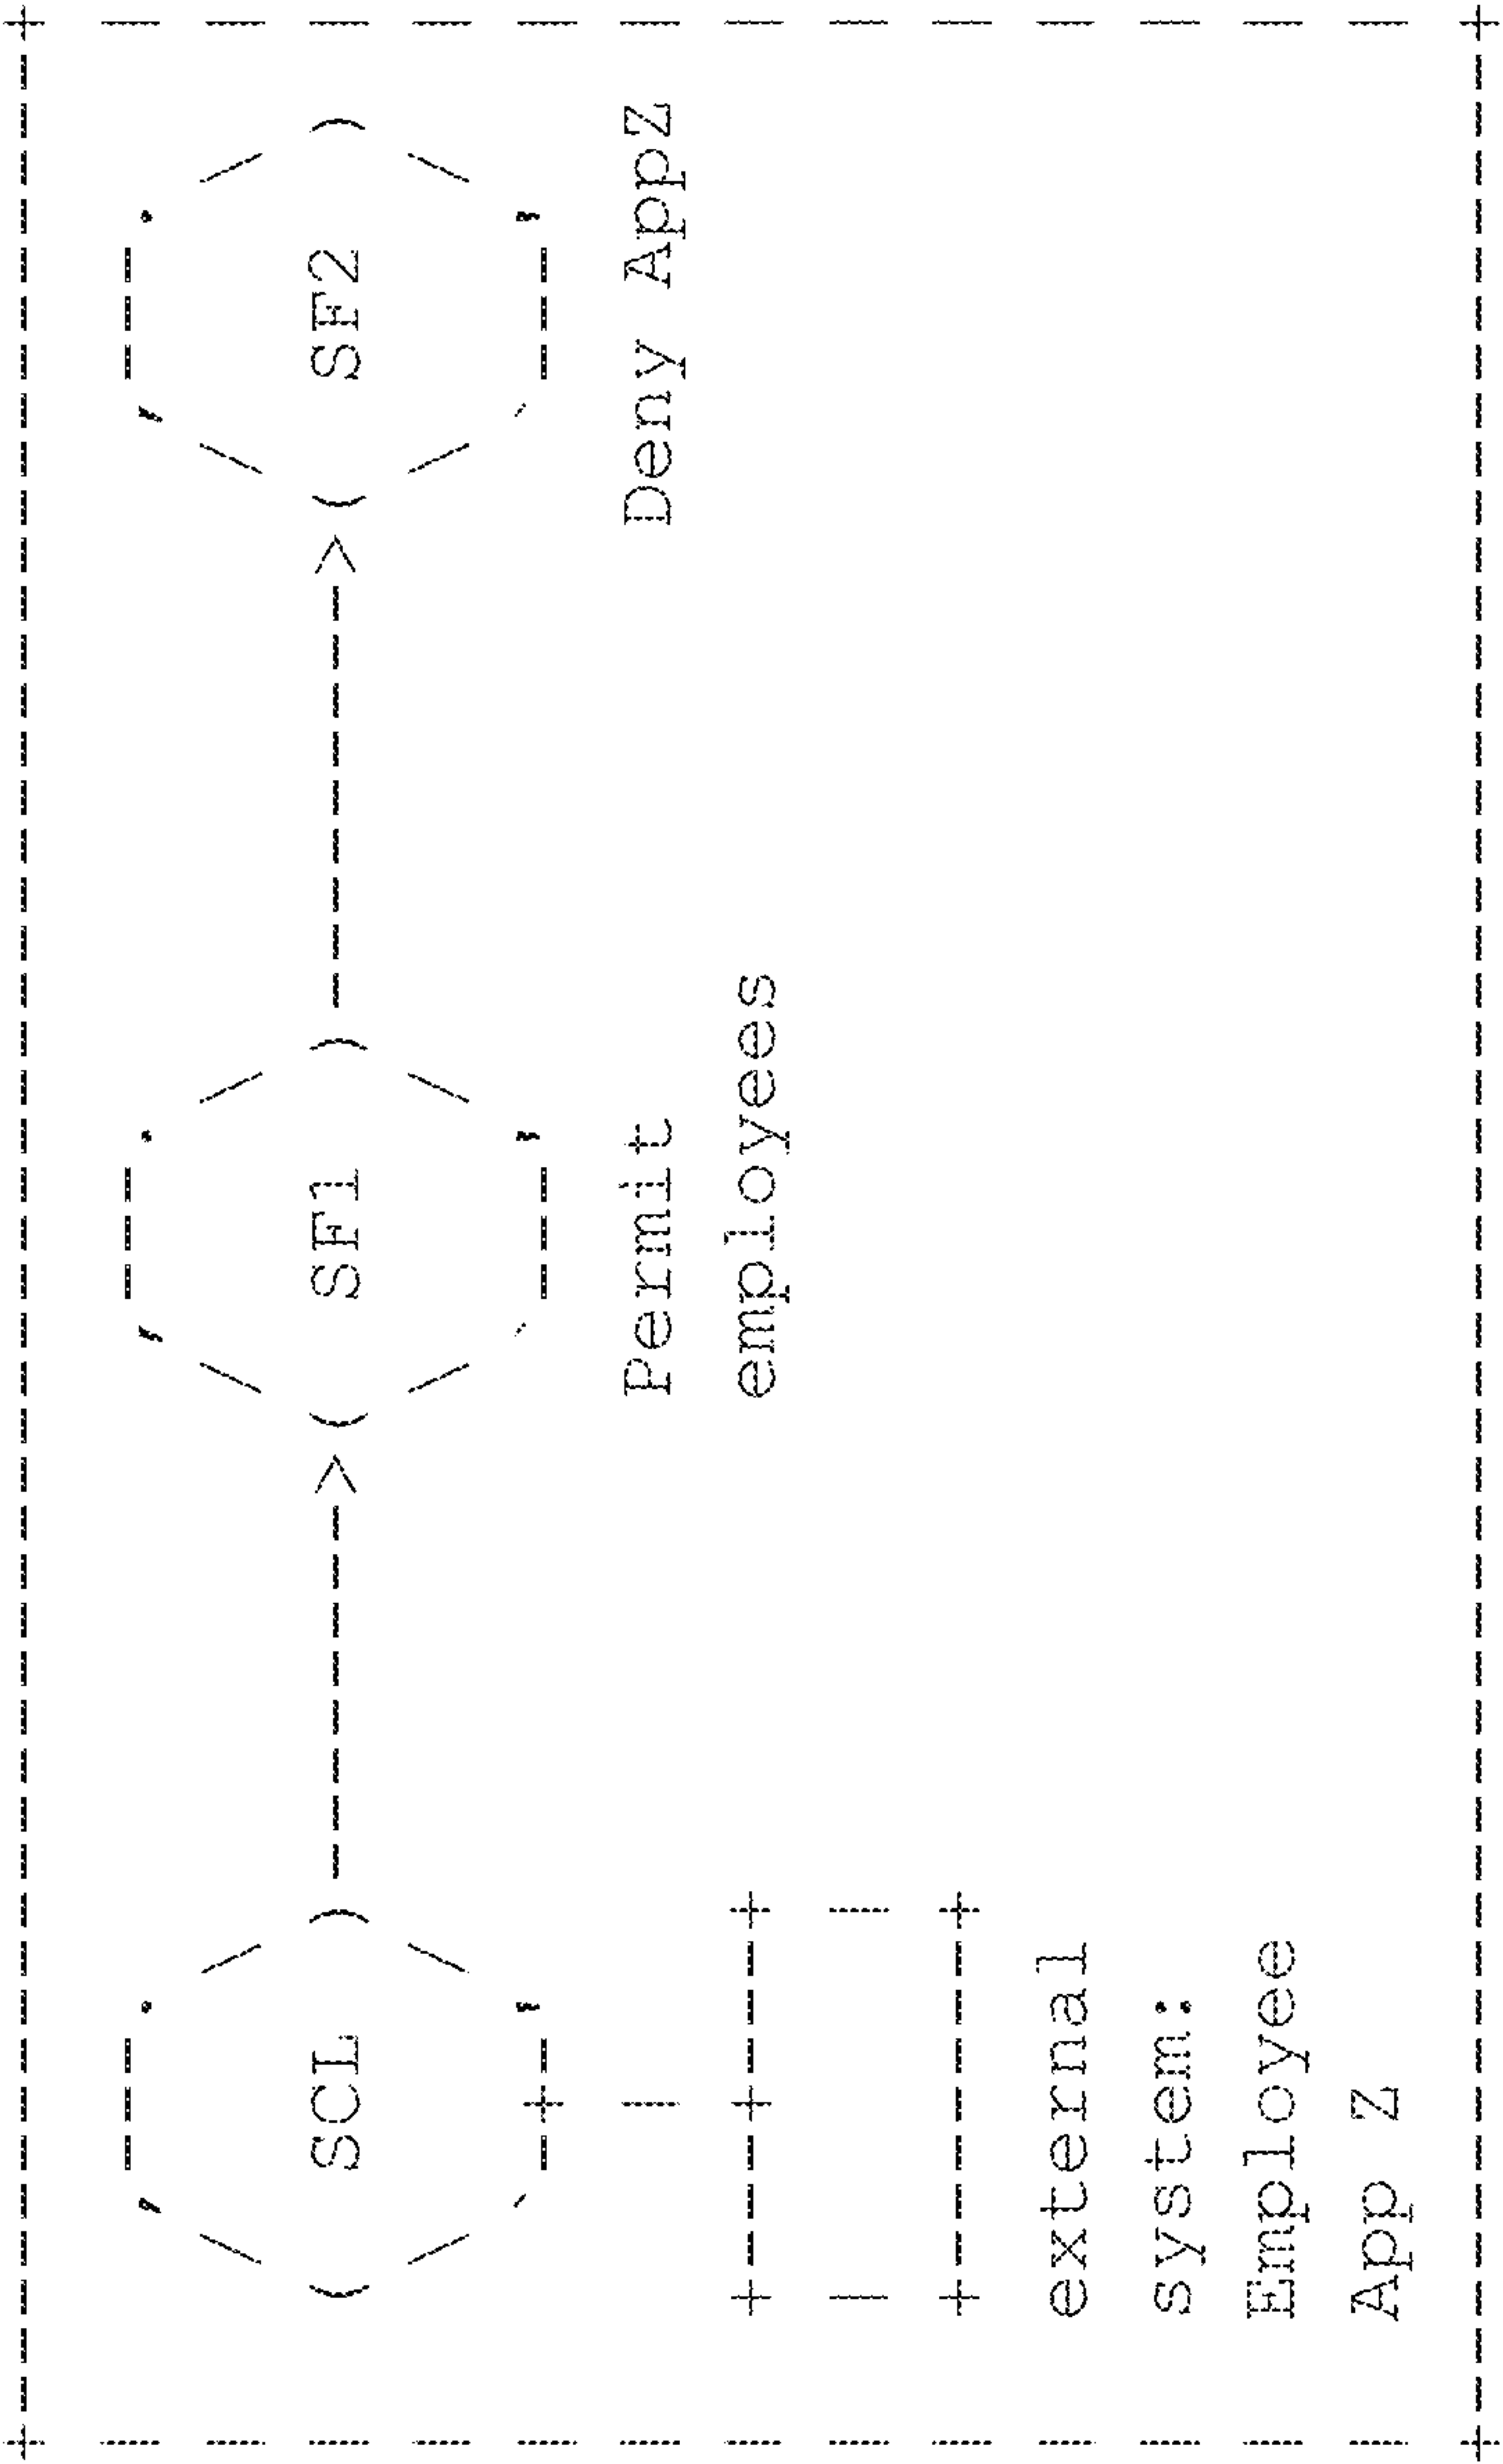 SCL SF1 SF2
Permit Deny AppZ
employees
external
system:
Employee
App Z